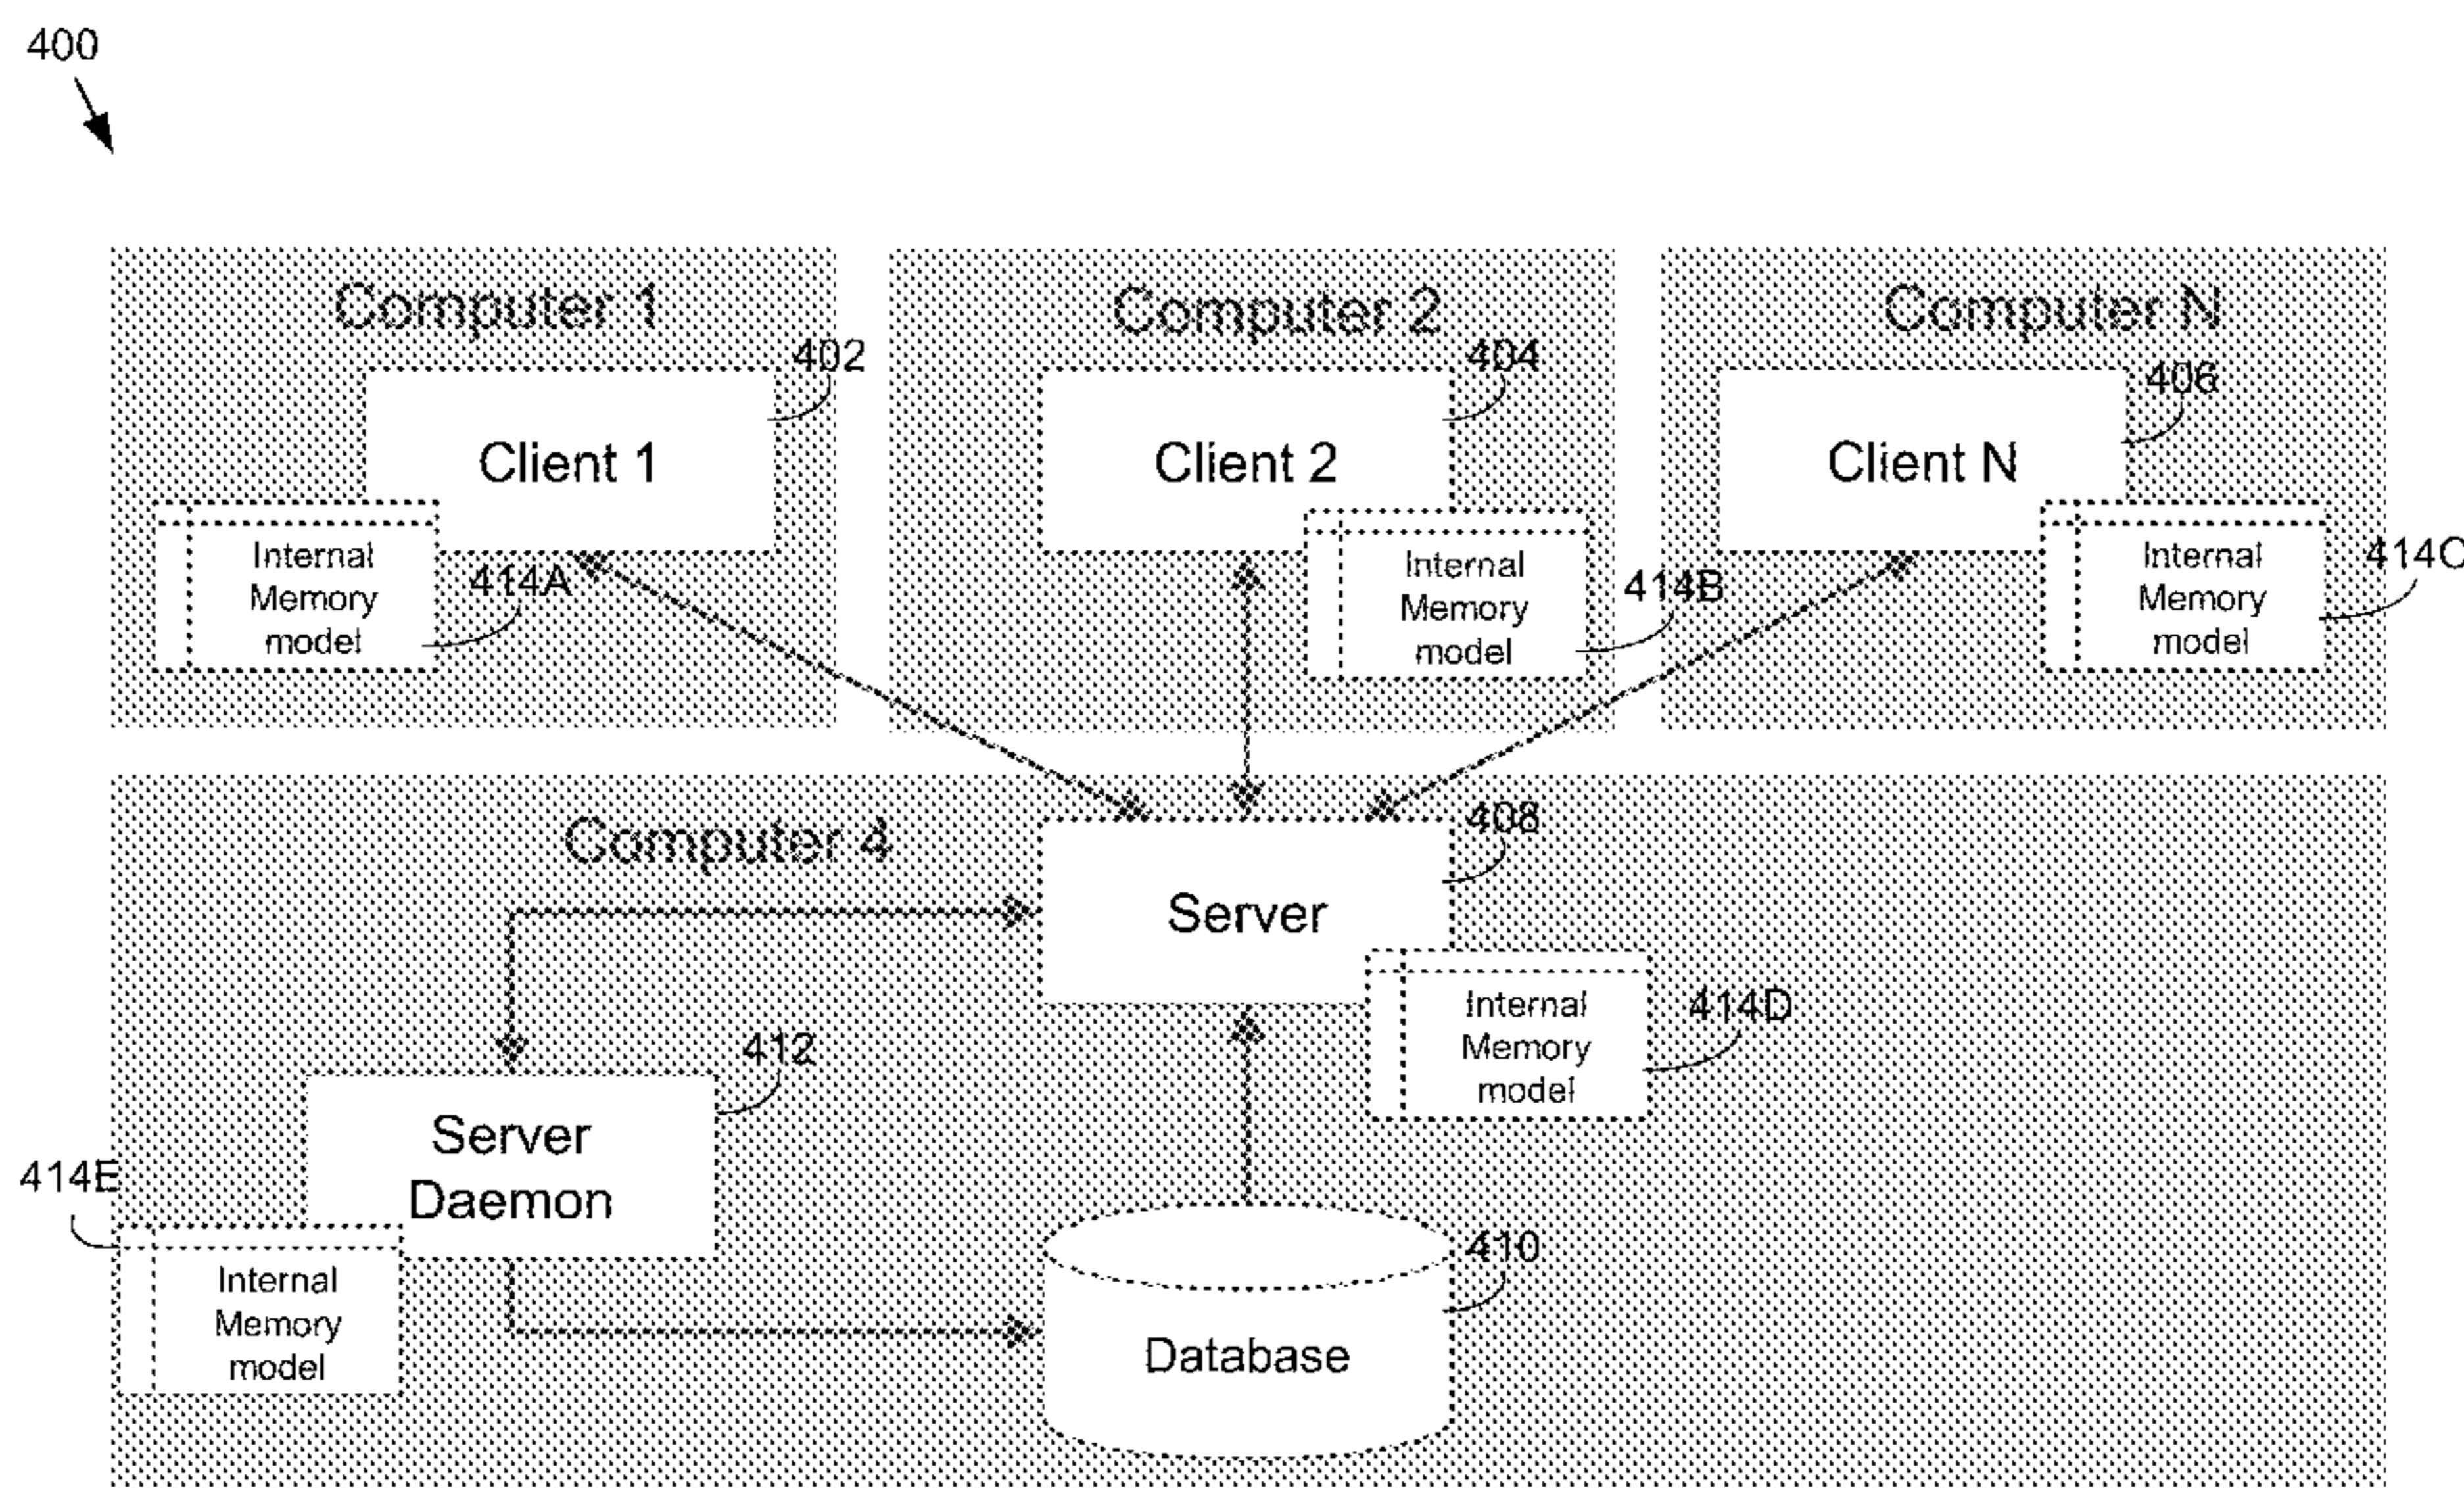 400
Computer 1
Computer 2
Computer N
402
404
406
Client 1
Client 2
Client N
Internal
Memory
model
414A
Internal
Memory
model
414B
Internal
Memory
model
414C
Computer 4
408
Server
Internal
Memory
model
414D
412
Server
Daemon
414E
Internal
Memory
model
410
Database